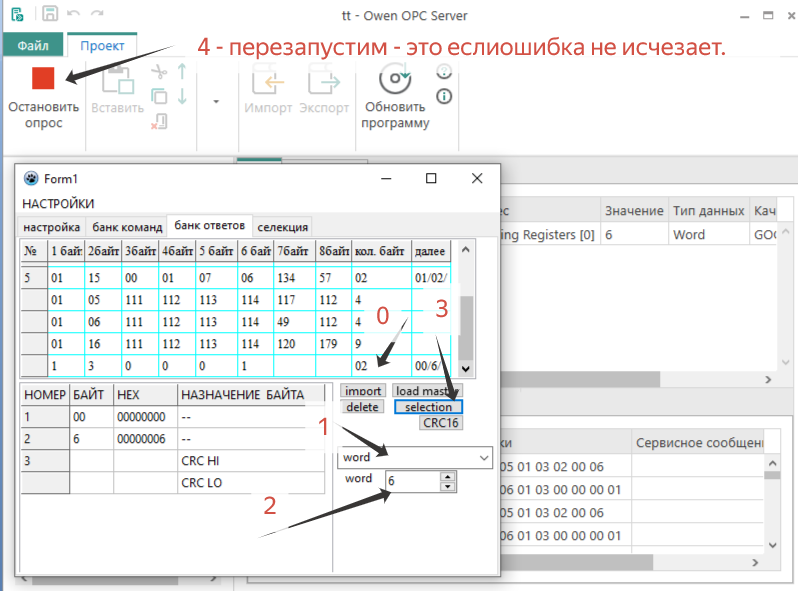 tt - Owen OPC Server
Файл
Проект
4 - перезапустим - это еслиошибка не исчезает.
Остановить
опрос
Вставить
Импорт
Экспорт
Обновить
программу
Form1
НАСТРОЙКИ
настройка
банк команд
банк ответов
селекция
№ 1 байт 2байт 3байт 4байт 5 байт 6 бай 7байт 8байт кол. байт далее
5 01 15 00 01 07 06 134 57 02 01/02/
01 05 111 112 113 114 117 112 4
01 06 111 112 113 114 49 112 4
01 16 111 112 113 114 120 179 9
1 3 0 0 0 1 02 00/6/
0
3
НОМЕР БАЙТ HEX НАЗНАЧЕНИЕ БАЙТА
1 00 00000000 --
2 6 00000006 --
3 CRC HI
CRC LO
import
load mast
delete
selection
CRC16
1
word
word 6
2
ес Значение Тип данных Кач
ing Registers [0] 6 Word GOO
ки Сервисное сообщени
05 01 03 02 00 06
06 01 03 00 00 00 01
05 01 03 02 00 06
06 01 03 00 00 00 01